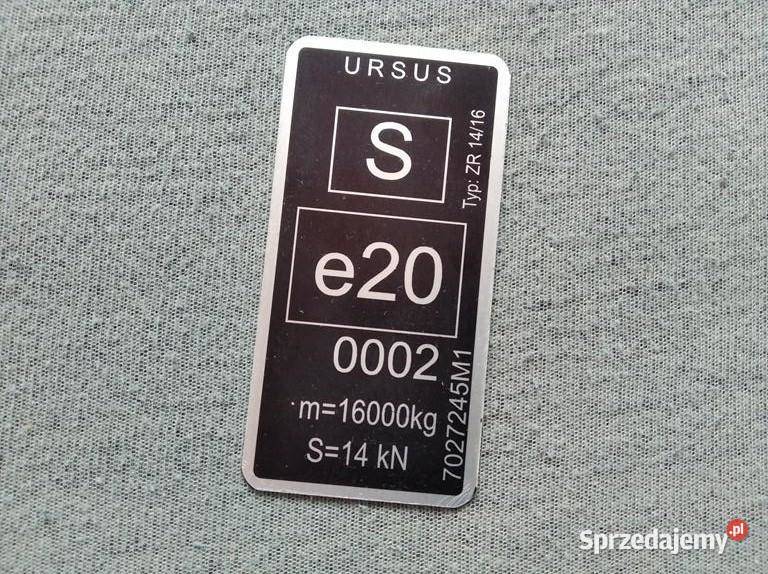 URSUS
S
Typ: ZR 14/16
e20
0002
m=16000kg
S=14 kN
7027245M1
Sprzedajemy.pl